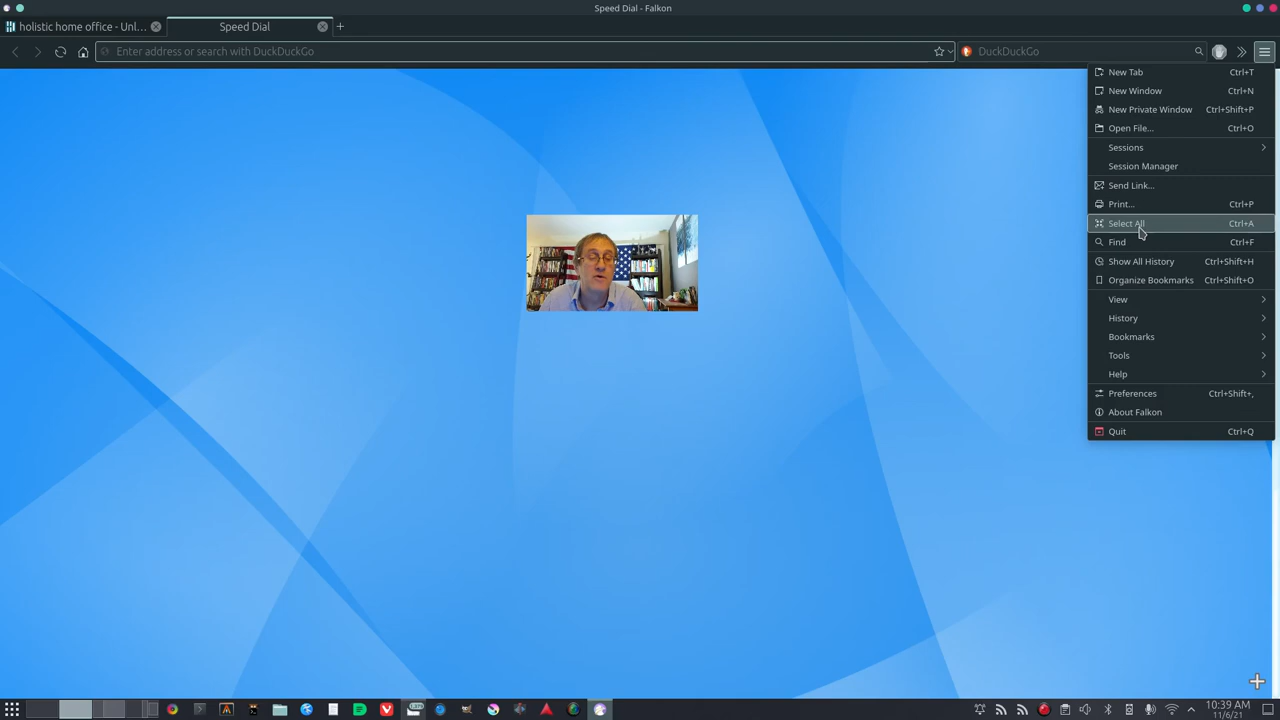 Speed Dial - Falkon
holistic home office - Unl...
Speed Dial
Enter address or search with DuckDuckGo
DuckDuckGo
New Tab Ctrl+T
New Window Ctrl+N
New Private Window Ctrl+Shift+P
Open File... Ctrl+O
Sessions
Session Manager
Send Link...
Print... Ctrl+P
Select All Ctrl+A
Find Ctrl+F
Show All History Ctrl+Shift+H
Organize Bookmarks Ctrl+Shift+O
View
History
Bookmarks
Tools
Help
Preferences Ctrl+Shift+,
About Falkon
Quit Ctrl+Q
10:39 AM
11/6/21